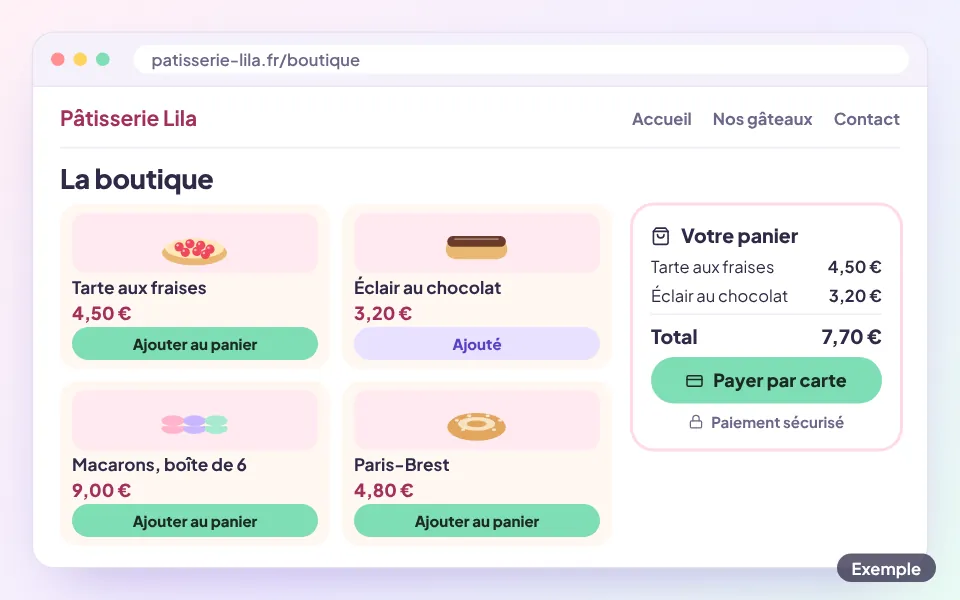 patisserie-lila.fr/boutique
Pâtisserie Lila
Accueil
Nos gâteaux
Contact
La boutique
Tarte aux fraises
4,50 €
Ajouter au panier
Éclair au chocolat
3,20 €
Ajouté
Macarons, boîte de 6
9,00 €
Ajouter au panier
Paris-Brest
4,80 €
Ajouter au panier
Votre panier
Tarte aux fraises 4,50 €
Éclair au chocolat 3,20 €
Total 7,70 €
Payer par carte
Paiement sécurisé
Exemple